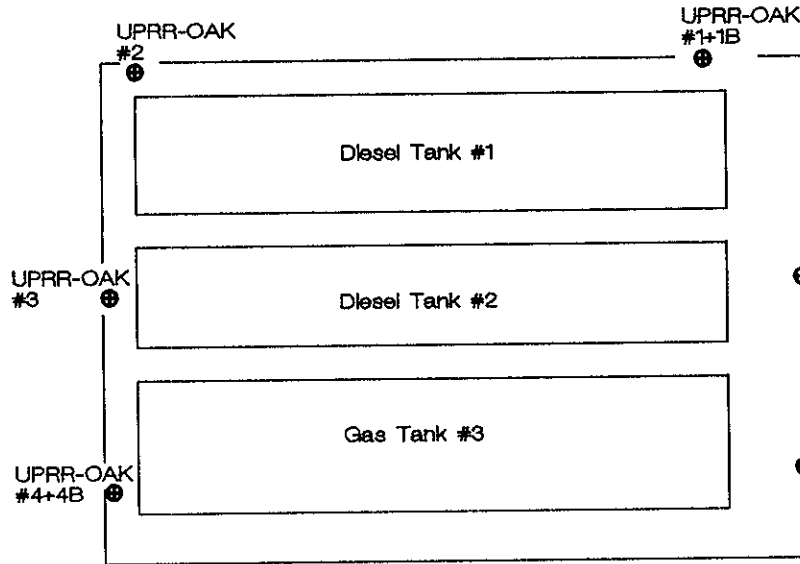 UPRR-OAK
#2
UPRR-OAK
#1+1B
Diesel Tank #1
UPRR-OAK
#3
Diesel Tank #2
Gas Tank #3
UPRR-OAK
#4+4B